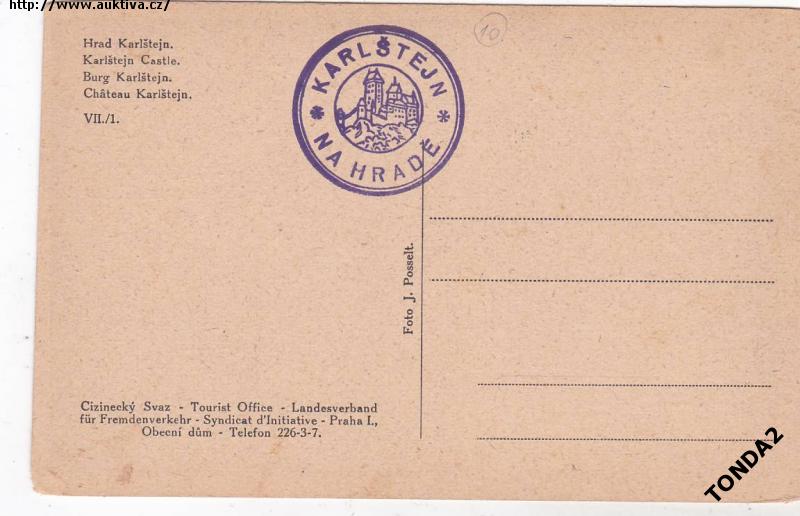 http://www.auktiva.cz/
Hrad Karlštejn.
Karlštejn Castle.
Burg Karlštejn.
Château Karlštejn.
VII./1.
* KARLŠTEJN *
NA HRADĚ
10
Foto J. Posselt.
Cizinecký Svaz - Tourist Office - Landesverband
für Fremdenverkehr - Syndicat d'Initiative - Praha I.,
Obecní dům - Telefon 226-3-7.
TONDA2